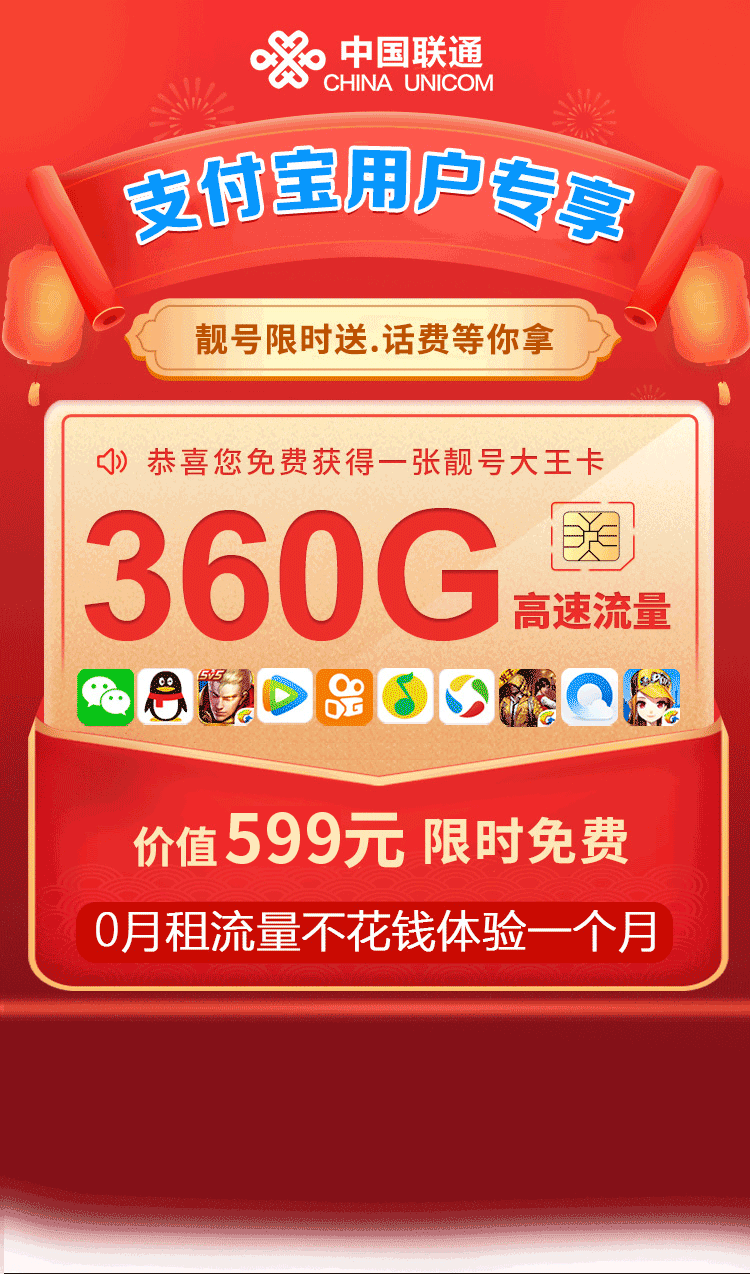 中国联通
CHINA UNICOM
支付宝用户专享
靓号限时送.话费等你拿
恭喜您免费获得一张靓号大王卡
360G
高速流量
5V5
价值599元 限时免费
0月租流量不花钱体验一个月